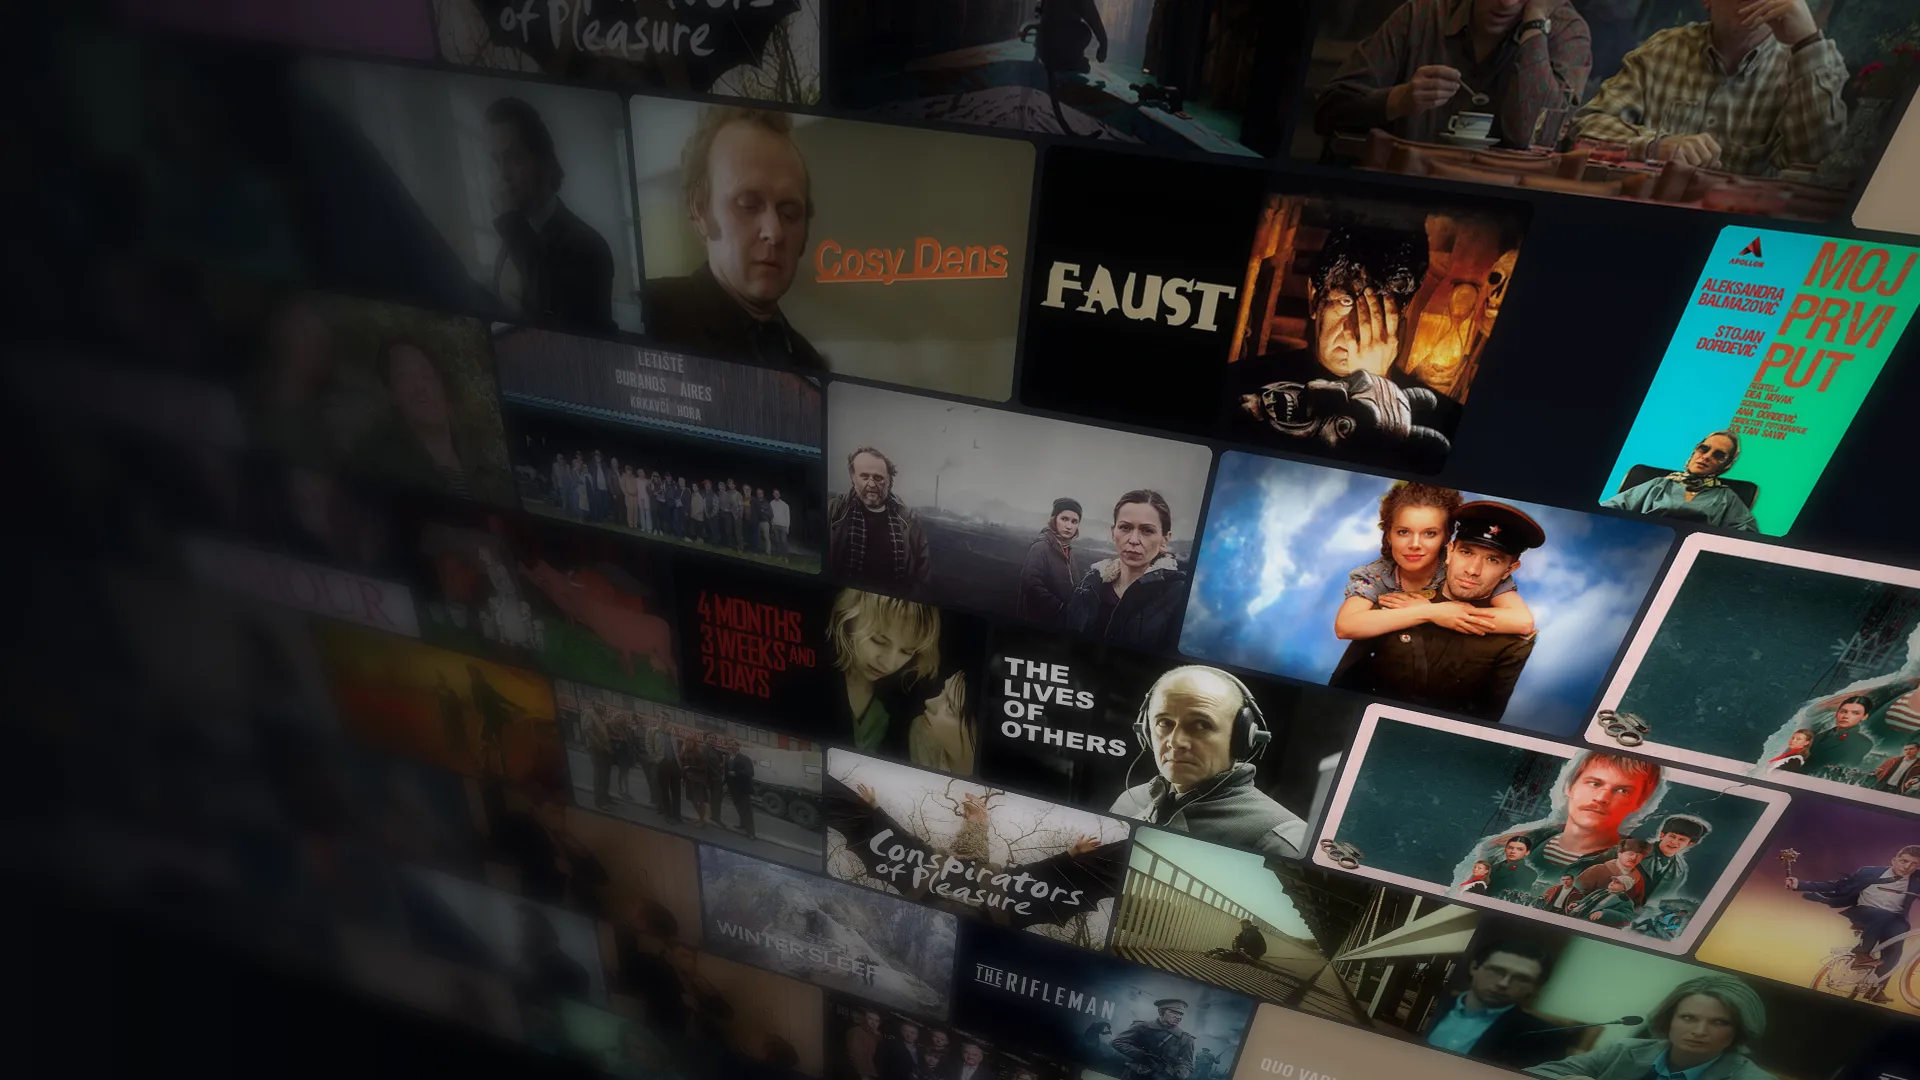 of Pleasure
Cosy Dens
FAUST
APOLLON
ALEKSANDRA
BALMAZOVIĆ
STOJAN
ĐORĐEVIĆ
MOJ
PRVI
PUT
LETIŠTĚ
BURANDS AIRES
KRKAVČÍ HORA
4 MONTHS
3 WEEKS AND
2 DAYS
THE
LIVES
OF
OTHERS
Conspirators
of Pleasure
WINTER SLEEP
THE RIFLEMAN